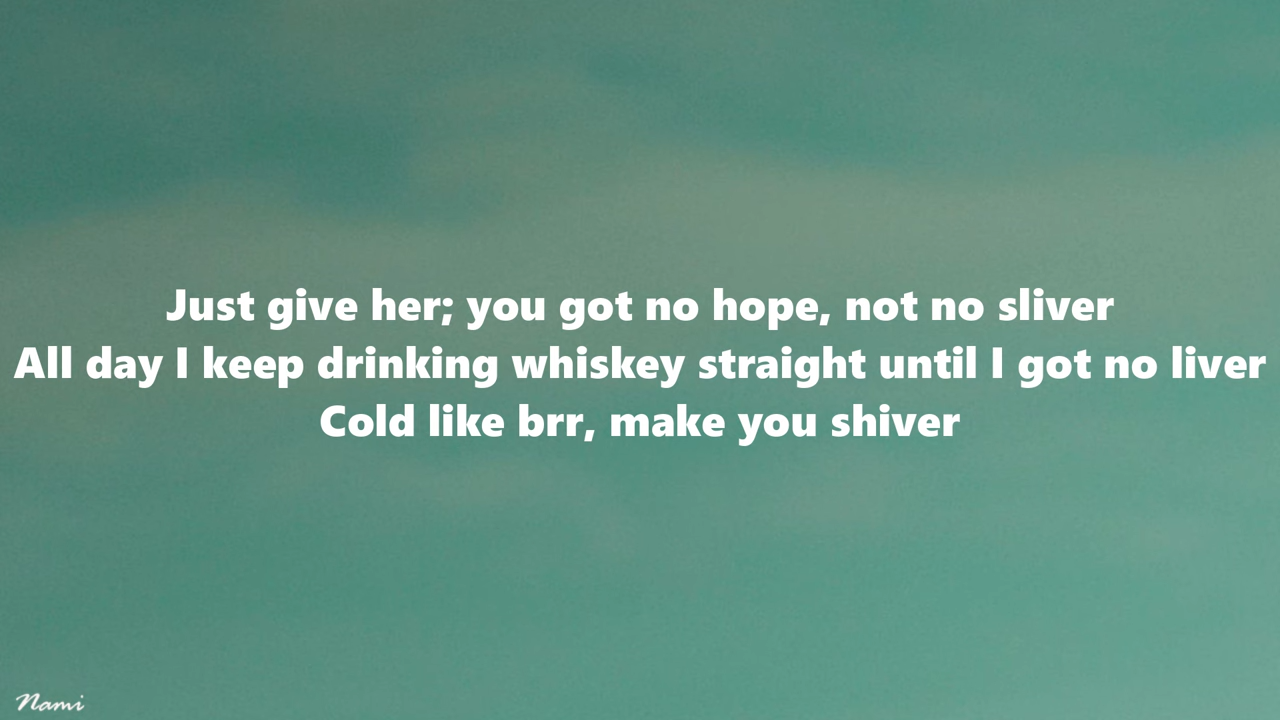 Just give her; you got no hope, not no sliver
All day I keep drinking whiskey straight until I got no liver
Cold like brr, make you shiver
Nami